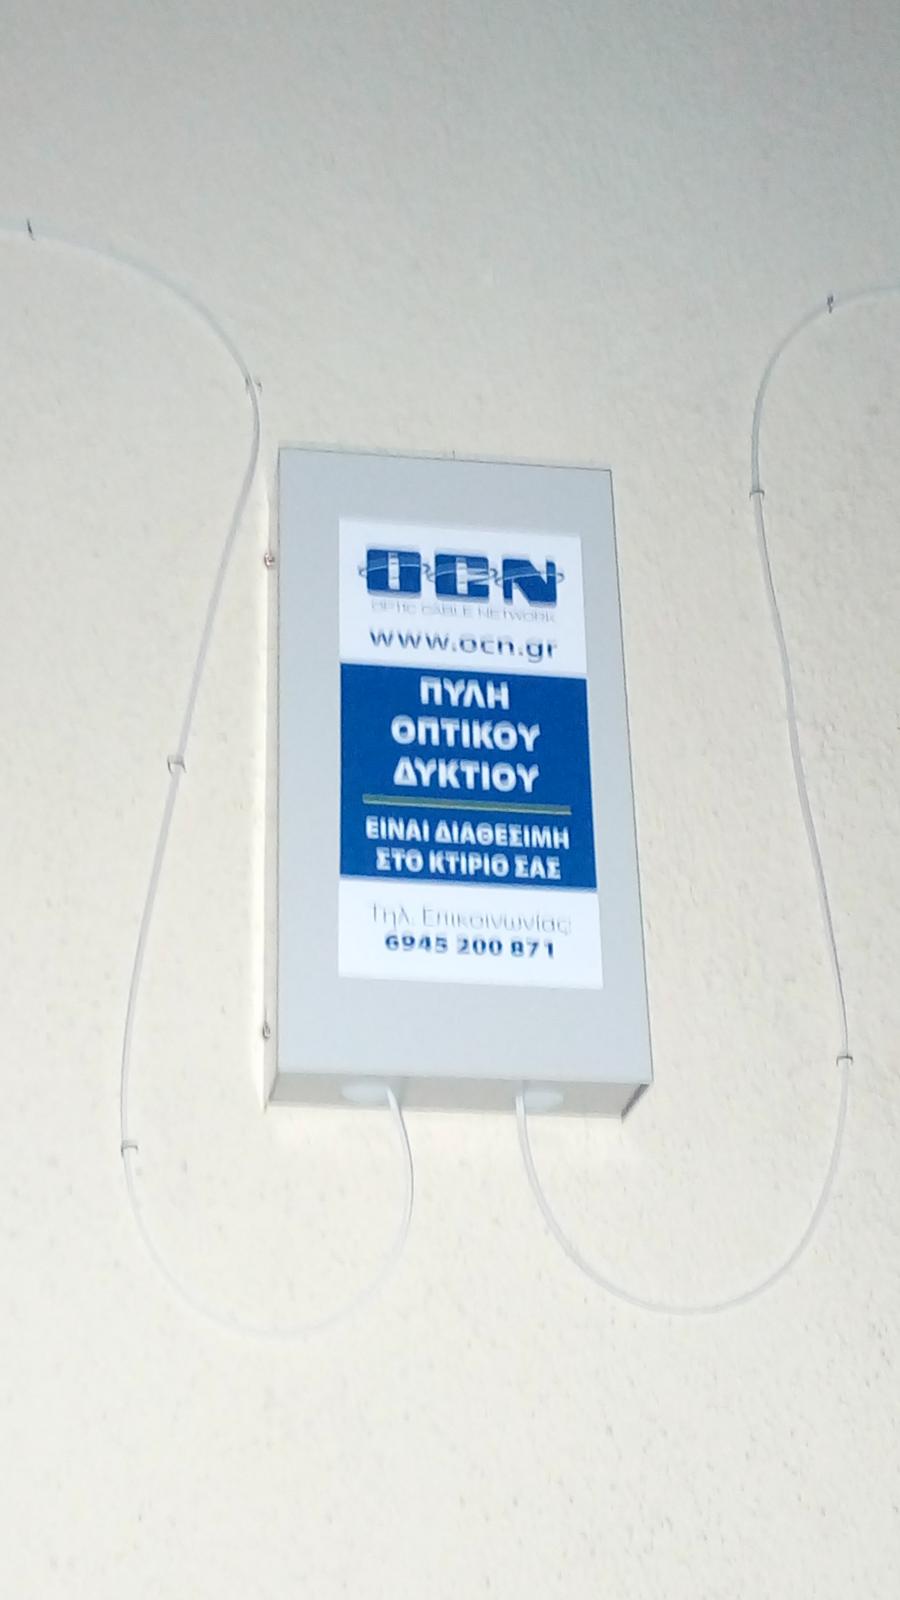 OCN
OPTIC CABLE NETWORK
www.ocn.gr
ΠΥΛΗ
ΟΠΤΙΚΟΥ
ΔΥΚΤΙΟΥ
ΕΙΝΑΙ ΔΙΑΘΕΣΙΜΗ
ΣΤΟ ΚΤΙΡΙΟ ΣΑΣ
Τηλ. Επικοινωνίας:
6945 200 871